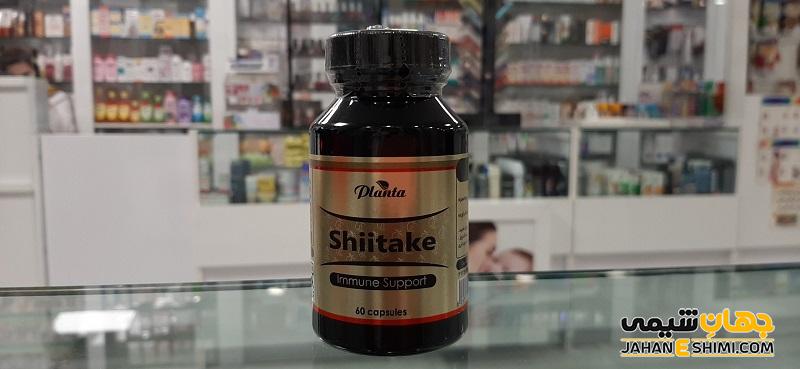 Planta
Shiitake
Immune Support
60 capsules
جهان شیمی
JAHANESHIMI.COM